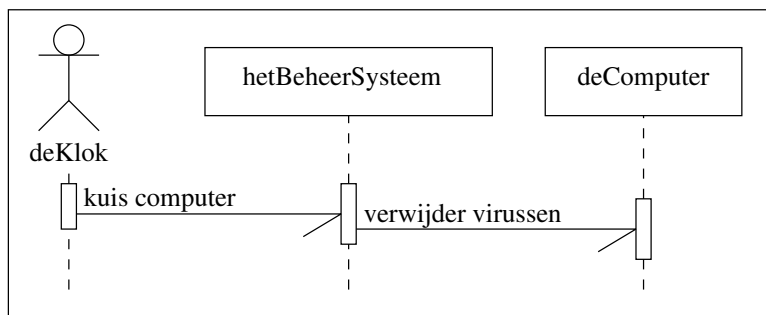 hetBeheerSysteem
deComputer
deKlok
kuis computer
verwijder virussen